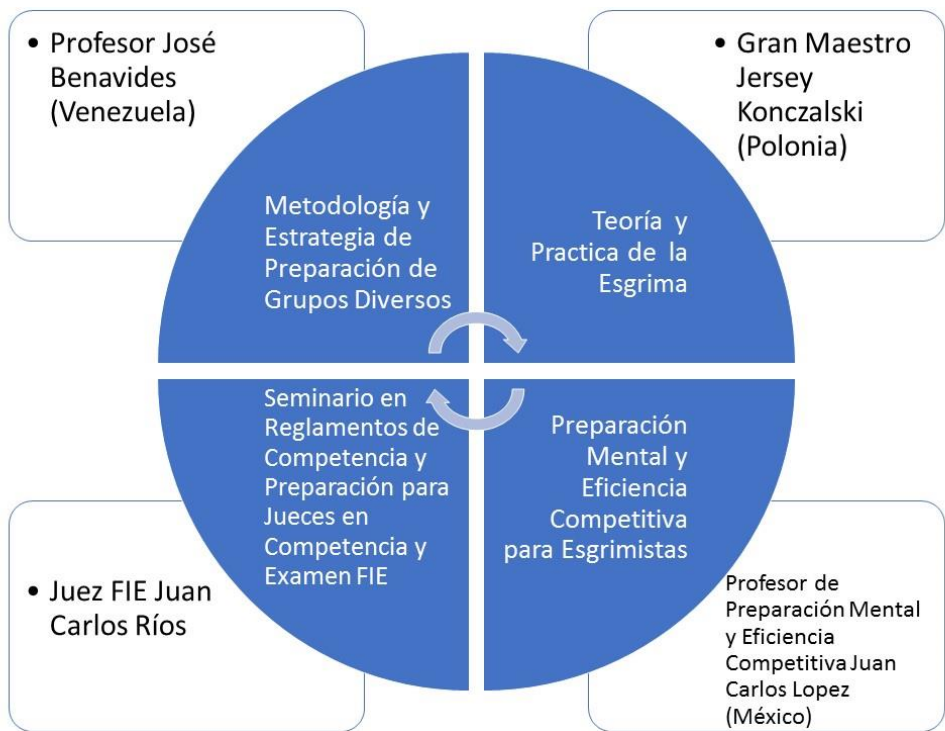 • Profesor José
Benavides
(Venezuela)
• Gran Maestro
Jersey
Konczalski
(Polonia)
Metodología y
Estrategia de
Preparación de
Grupos Diversos
Teoría y
Practica de la
Esgrima
Seminario en
Reglamentos de
Competencia y
Preparación para
Jueces en
Competencia y
Examen FIE
Preparación
Mental y
Eficiencia
Competitiva
para Esgrimistas
• Juez FIE Juan
Carlos Ríos
Profesor de
Preparación Mental
y Eficiencia
Competitiva Juan
Carlos Lopez
(México)